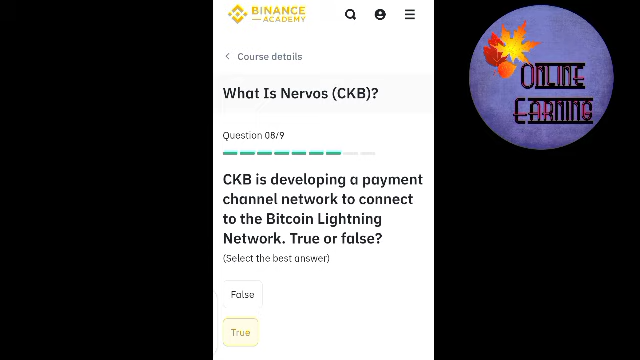 BINANCE
ACADEMY
Course details
What Is Nervos (CKB)?
Question 08/9
CKB is developing a payment
channel network to connect
to the Bitcoin Lightning
Network. True or false?
(Select the best answer)
False
True
ONLINE
EARNING